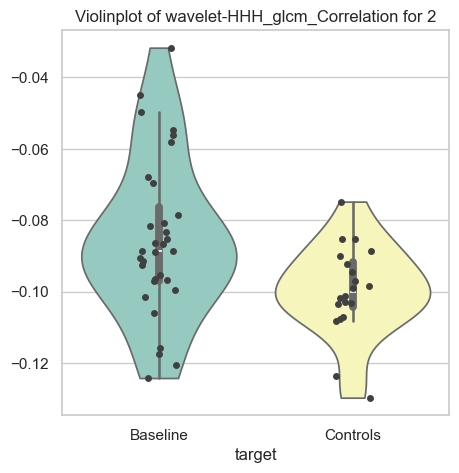 Violinplot of wavelet-HHH_glcm_Correlation for 2
−0.04
−0.06
−0.08
−0.10
−0.12
Baseline
Controls
target